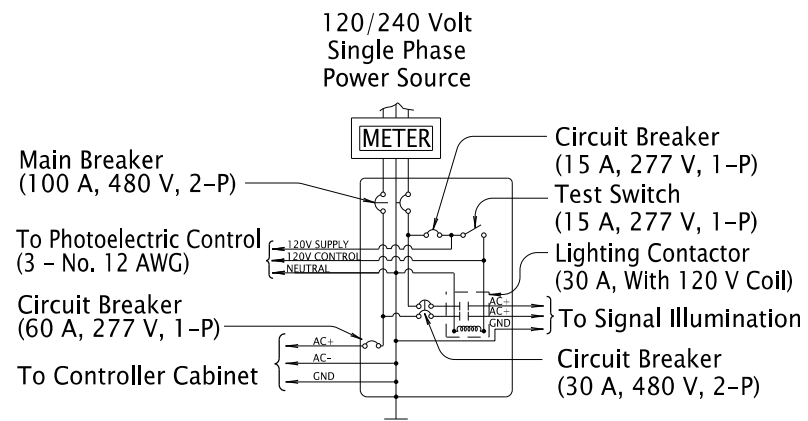 120/240 Volt
Single Phase
Power Source
METER
Main Breaker
(100 A, 480 V, 2-P)
To Photoelectric Control
(3 – No. 12 AWG)
Circuit Breaker
(60 A, 277 V, 1-P)
To Controller Cabinet
120V SUPPLY
120V CONTROL
NEUTRAL
AC+
AC-
GND
Circuit Breaker
(15 A, 277 V, 1-P)
Test Switch
(15 A, 277 V, 1-P)
Lighting Contactor
(30 A, With 120 V Coil)
AC+
AC+
GND
To Signal Illumination
Circuit Breaker
(30 A, 480 V, 2-P)